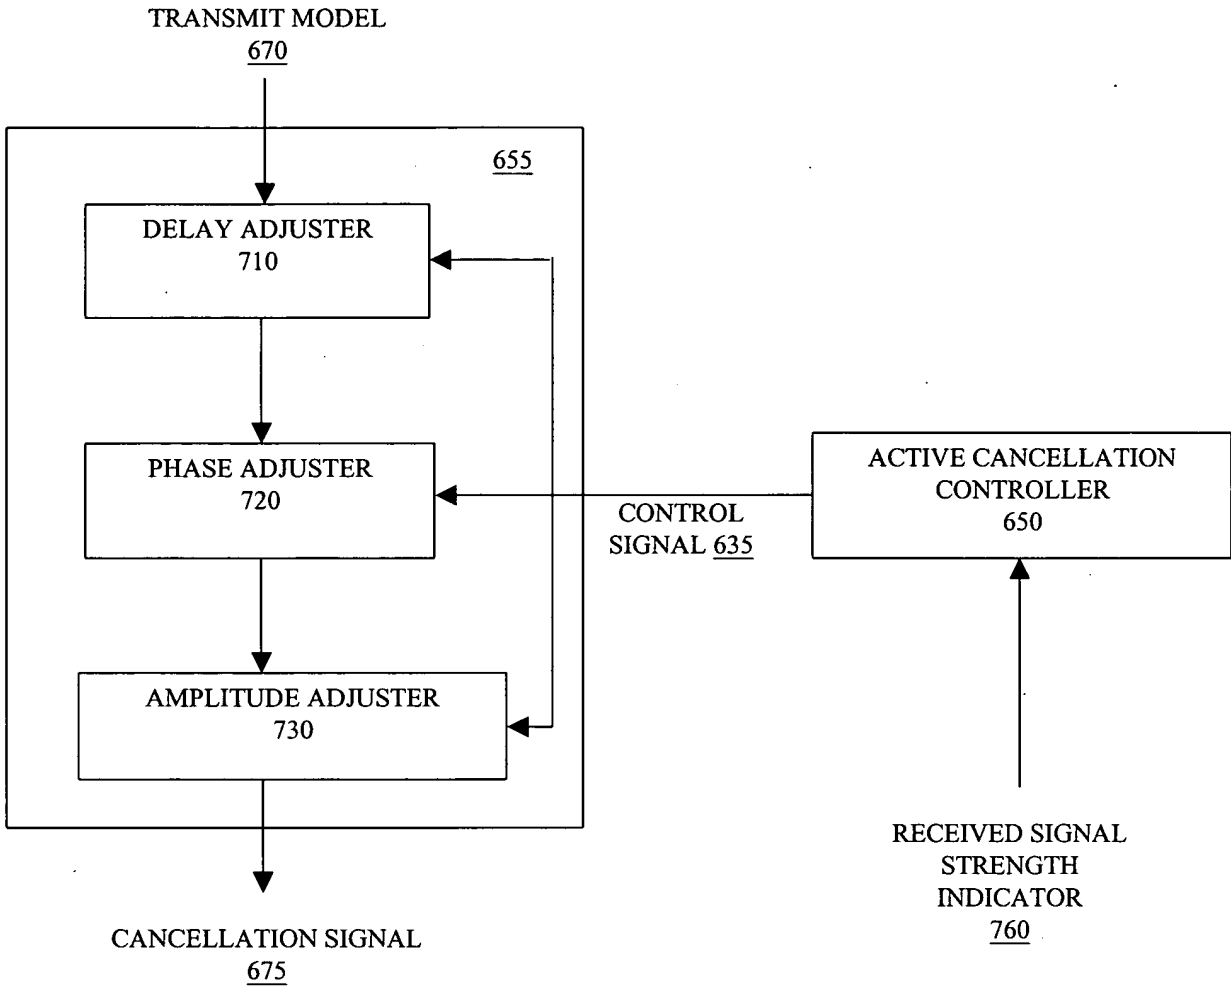 TRANSMIT MODEL
670
655
DELAY ADJUSTER
710
PHASE ADJUSTER
720
ACTIVE CANCELLATION
CONTROLLER
650
CONTROL
SIGNAL 635
AMPLITUDE ADJUSTER
730
RECEIVED SIGNAL
STRENGTH
INDICATOR
760
CANCELLATION SIGNAL
675